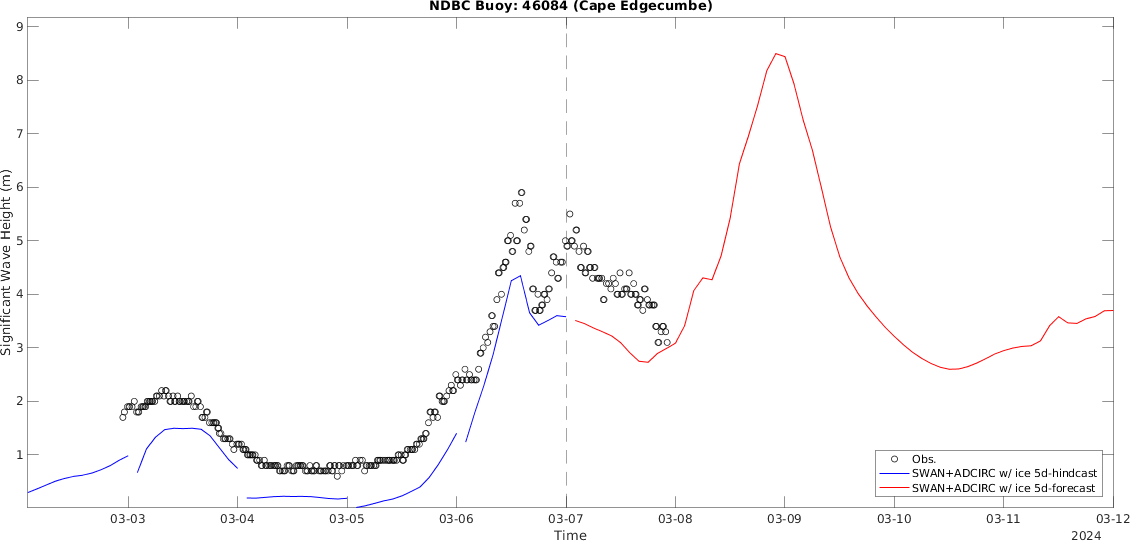 NDBC Buoy: 46084 (Cape Edgecumbe)
Significant Wave Height (m)
9
8
7
6
5
4
3
2
1
Obs.
SWAN+ADCIRC w/ ice 5d-hindcast
SWAN+ADCIRC w/ ice 5d-forecast
03-03 03-04 03-05 03-06 03-07 03-08 03-09 03-10 03-11 03-12
Time
2024